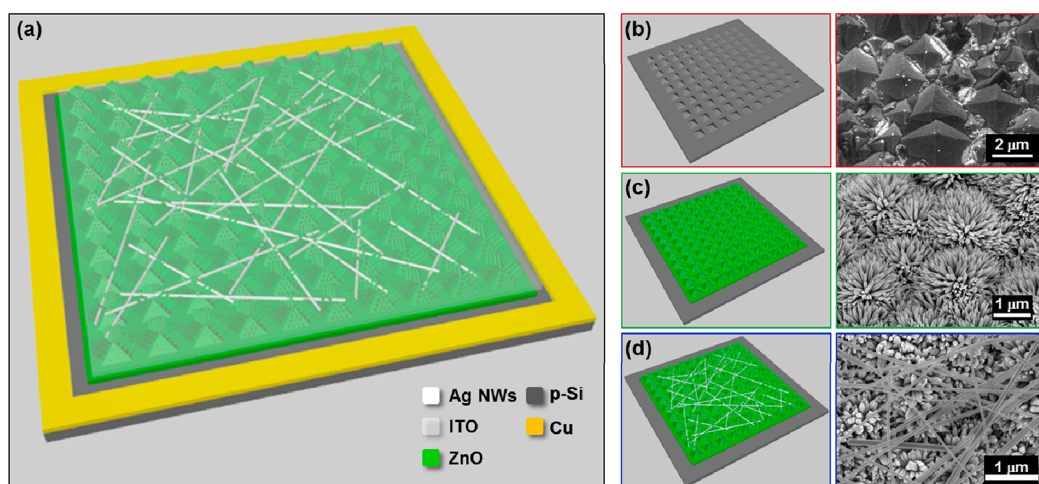 (a)
Ag NWs
p-Si
ITO
Cu
ZnO
(b)
2 μm
(c)
1 μm
(d)
1 μm